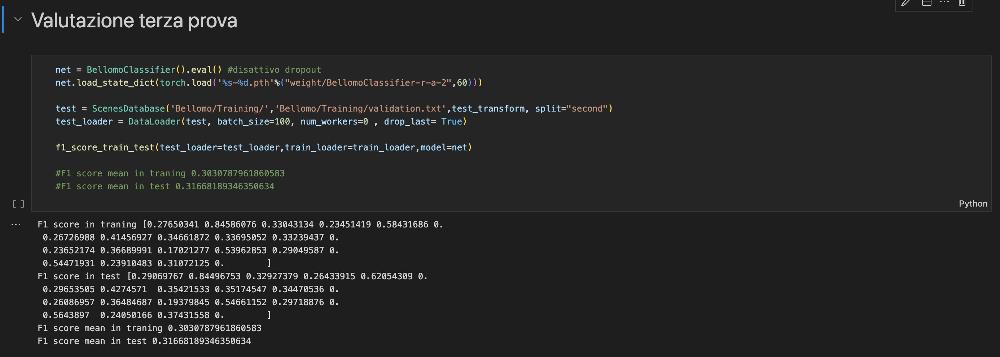 Valutazione terza prova
net = BellomoClassifier().eval() #disattivo dropout
net.load_state_dict(torch.load('%s-%d.pth'%("weight/BellomoClassifier-r-a-2",60)))
test = ScenesDatabase('Bellomo/Training/','Bellomo/Training/validation.txt',test_transform, split="second")
test_loader = DataLoader(test, batch_size=100, num_workers=0 , drop_last= True)
f1_score_train_test(test_loader=test_loader,train_loader=train_loader,model=net)
#F1 score mean in traning 0.3030787961860583
#F1 score mean in test 0.31668189346350634
[ ]
Python
F1 score in traning [0.27650341 0.84586076 0.33043134 0.23451419 0.58431686 0.
0.26726988 0.41456927 0.34661872 0.33695052 0.33239437 0.
0.23652174 0.36689991 0.17021277 0.53962853 0.29049587 0.
0.54471931 0.23910483 0.31072125 0.        ]
F1 score in test [0.29069767 0.84496753 0.32927379 0.26433915 0.62054309 0.
0.29653505 0.4274571  0.35421533 0.35174547 0.34470536 0.
0.26086957 0.36484687 0.19379845 0.54661152 0.29718876 0.
0.5643897  0.24050166 0.37431558 0.        ]
F1 score mean in traning 0.3030787961860583
F1 score mean in test 0.31668189346350634